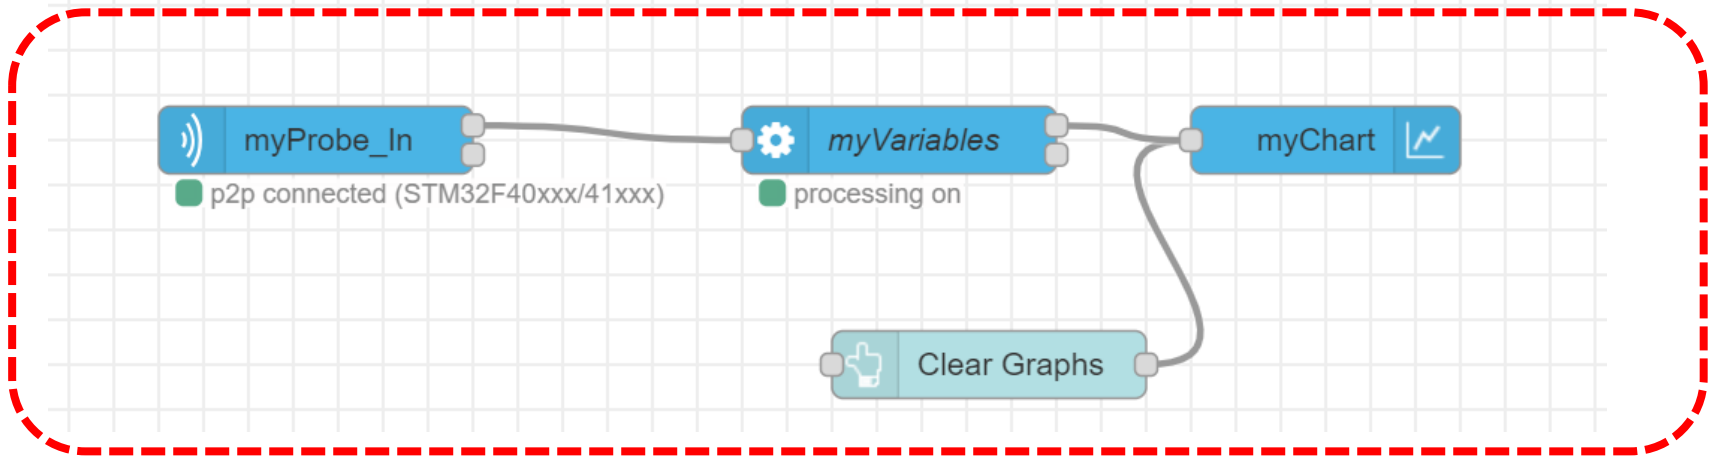 myProbe_In
myVariables
myChart
p2p connected (STM32F40xxx/41xxx)
processing on
Clear Graphs